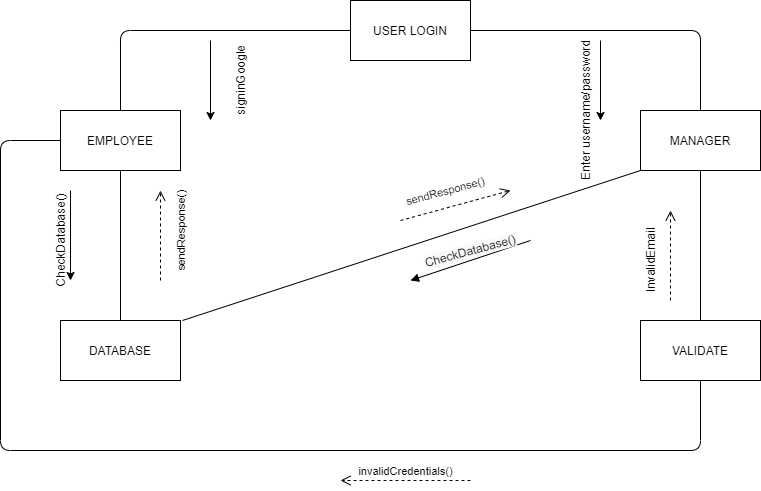 USER LOGIN
signinGoogle
Enter username/password
EMPLOYEE
MANAGER
CheckDatabase()
sendResponse()
sendResponse()
CheckDatabase()
InvalidEmail
DATABASE
VALIDATE
invalidCredentials()